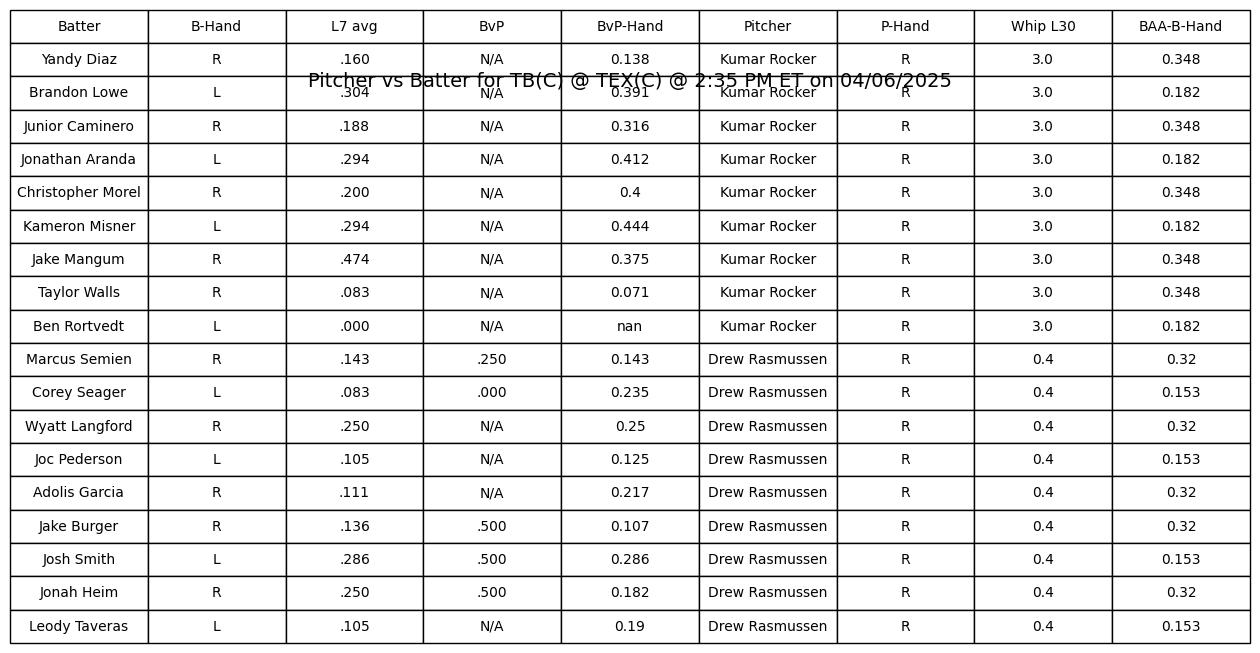 Batter B-Hand L7 avg BvP BvP-Hand Pitcher P-Hand Whip L30 BAA-B-Hand
Yandy Diaz R .160 N/A 0.138 Kumar Rocker R 3.0 0.348
Pitcher vs Batter for TB(C) @ TEX(C) @ 2:35 PM ET on 04/06/2025
Brandon Lowe L .304 N/A 0.391 Kumar Rocker R 3.0 0.182
Junior Caminero R .188 N/A 0.316 Kumar Rocker R 3.0 0.348
Jonathan Aranda L .294 N/A 0.412 Kumar Rocker R 3.0 0.182
Christopher Morel R .200 N/A 0.4 Kumar Rocker R 3.0 0.348
Kameron Misner L .294 N/A 0.444 Kumar Rocker R 3.0 0.182
Jake Mangum R .474 N/A 0.375 Kumar Rocker R 3.0 0.348
Taylor Walls R .083 N/A 0.071 Kumar Rocker R 3.0 0.348
Ben Rortvedt L .000 N/A nan Kumar Rocker R 3.0 0.182
Marcus Semien R .143 .250 0.143 Drew Rasmussen R 0.4 0.32
Corey Seager L .083 .000 0.235 Drew Rasmussen R 0.4 0.153
Wyatt Langford R .250 N/A 0.25 Drew Rasmussen R 0.4 0.32
Joc Pederson L .105 N/A 0.125 Drew Rasmussen R 0.4 0.153
Adolis Garcia R .111 N/A 0.217 Drew Rasmussen R 0.4 0.32
Jake Burger R .136 .500 0.107 Drew Rasmussen R 0.4 0.32
Josh Smith L .286 .500 0.286 Drew Rasmussen R 0.4 0.153
Jonah Heim R .250 .500 0.182 Drew Rasmussen R 0.4 0.32
Leody Taveras L .105 N/A 0.19 Drew Rasmussen R 0.4 0.153